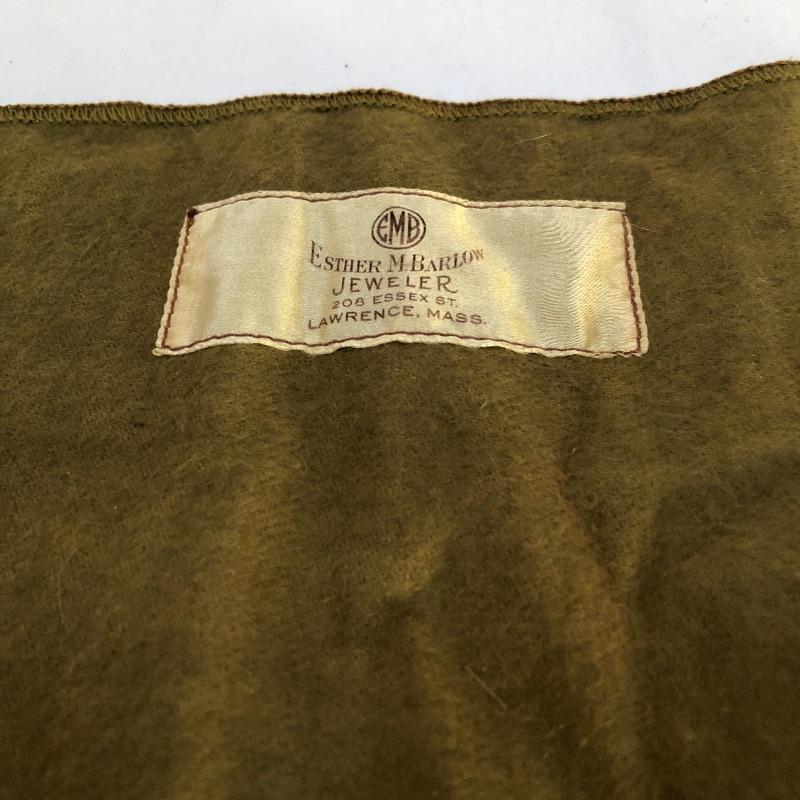 EMB
ESTHER M. BARLOW
JEWELER
208 ESSEX ST.
LAWRENCE, MASS.